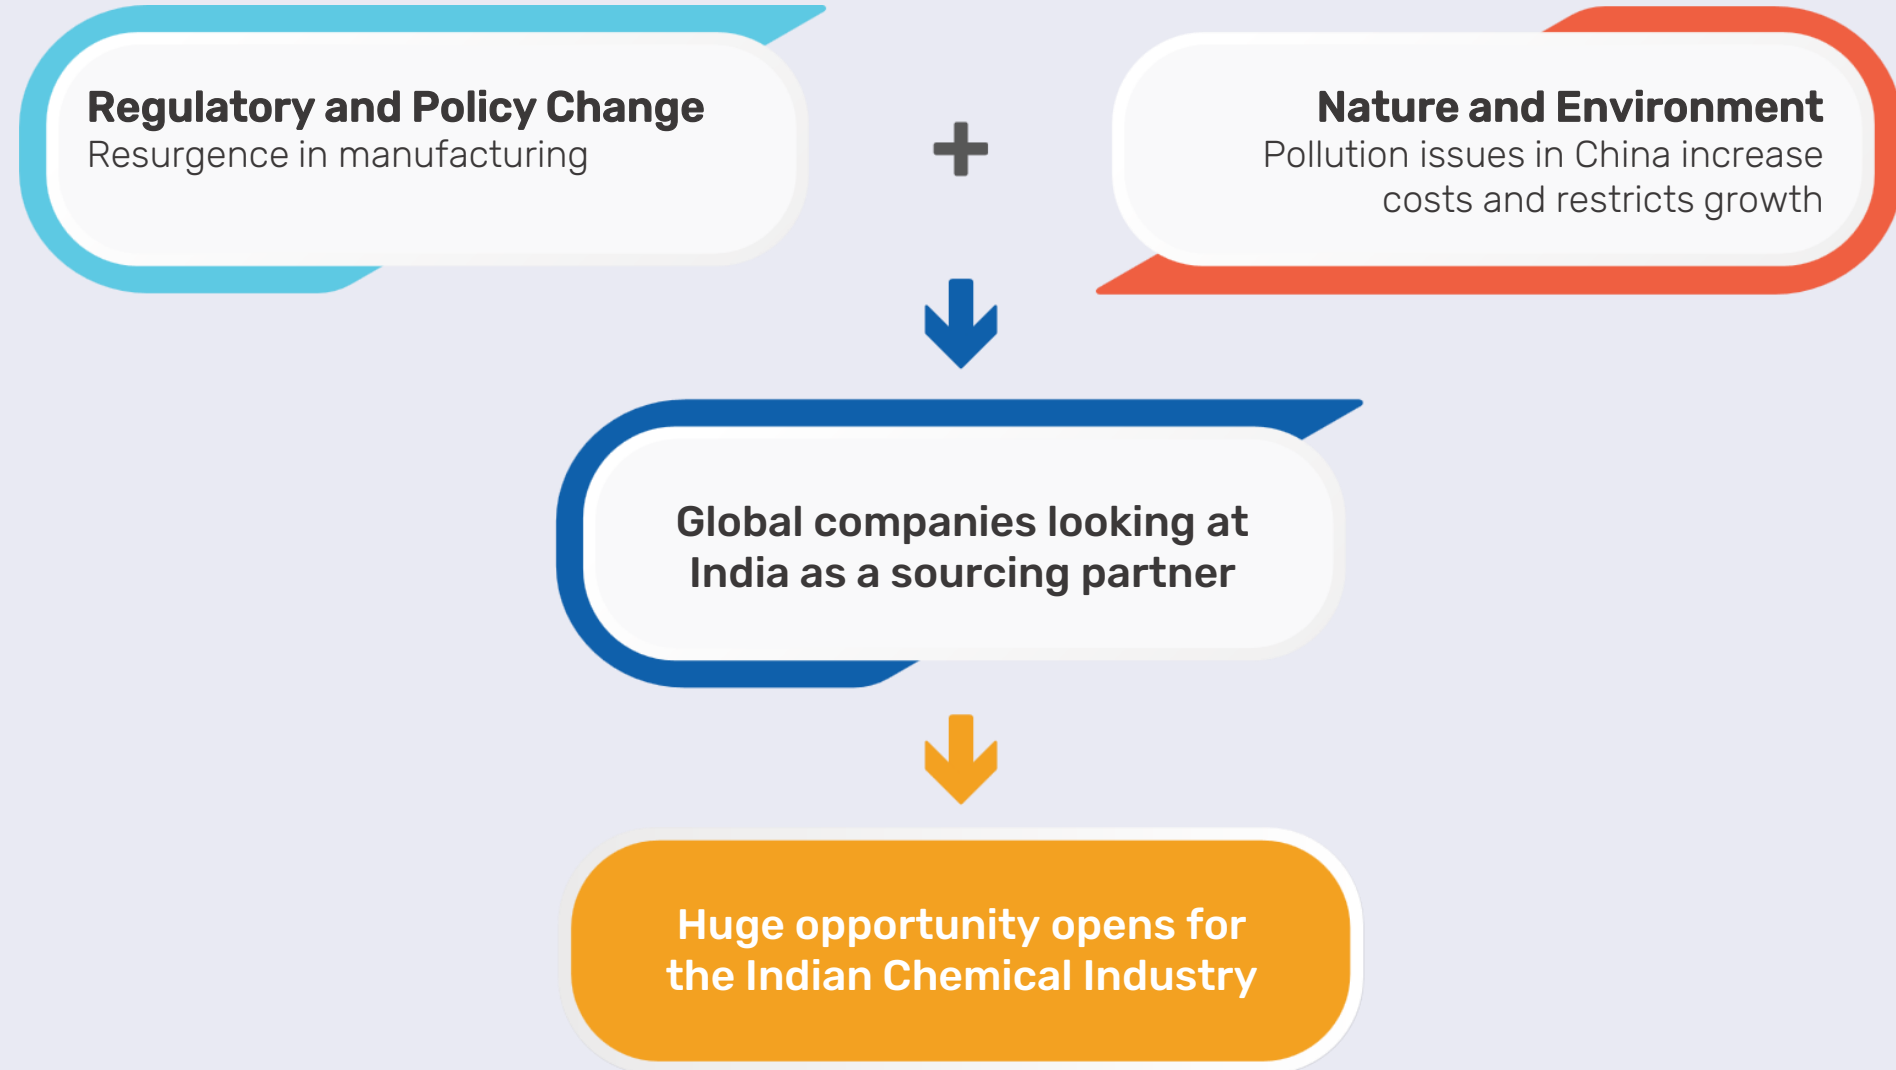 Regulatory and Policy Change
Resurgence in manufacturing
Nature and Environment
Pollution issues in China increase
costs and restricts growth
Global companies looking at
India as a sourcing partner
Huge opportunity opens for
the Indian Chemical Industry